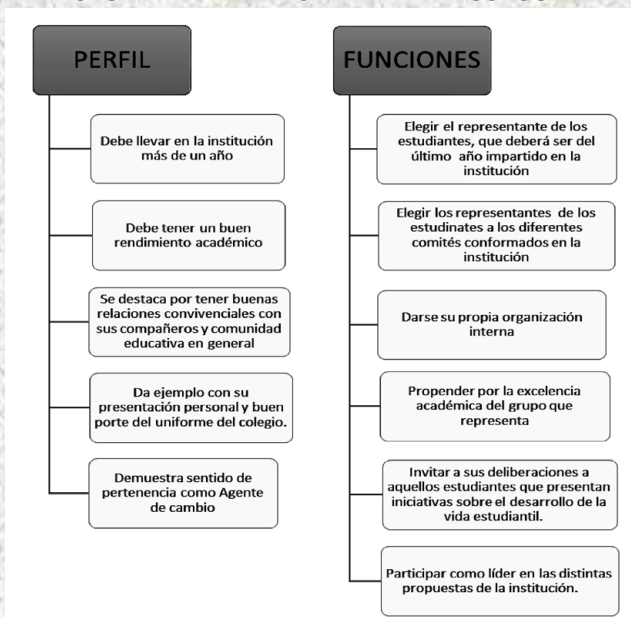 PERFIL
Debe llevar en la institución
más de un año
Debe tener un buen
rendimiento académico
Se destaca por tener buenas
relaciones convivenciales con
sus compañeros y comunidad
educativa en general
Da ejemplo con su
presentación personal y buen
porte del uniforme del colegio.
Demuestra sentido de
pertenencia como Agente
de cambio
FUNCIONES
Elegir el representante de los
estudiantes, que deberá ser del
último año impartido en la
institución
Elegir los representantes de los
estudinates a los diferentes
comités conformados en la
institución
Darse su propia organización
interna
Propender por la excelencia
académica del grupo que
representa
Invitar a sus deliberaciones a
aquellos estudiantes que presentan
iniciativas sobre el desarrollo de la
vida estudiantil.
Participar como líder en las distintas
propuestas de la institución.